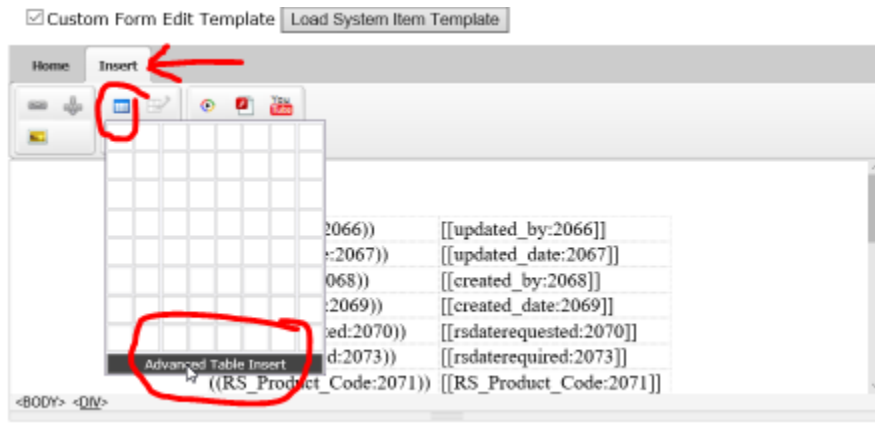 Custom Form Edit Template Load System Item Template
Home Insert
You Tube
2066)) [[updated_by:2066]]
:2067)) [[updated_date:2067]]
068)) [[created_by:2068]]
:2069)) [[created_date:2069]]
ted:2070)) [[rsdaterequested:2070]]
d:2073)) [[rsdaterequired:2073]]
Advanced Table Insert
((RS_Product_Code:2071)) [[RS_Product_Code:2071]]
<BODY> <DIV>